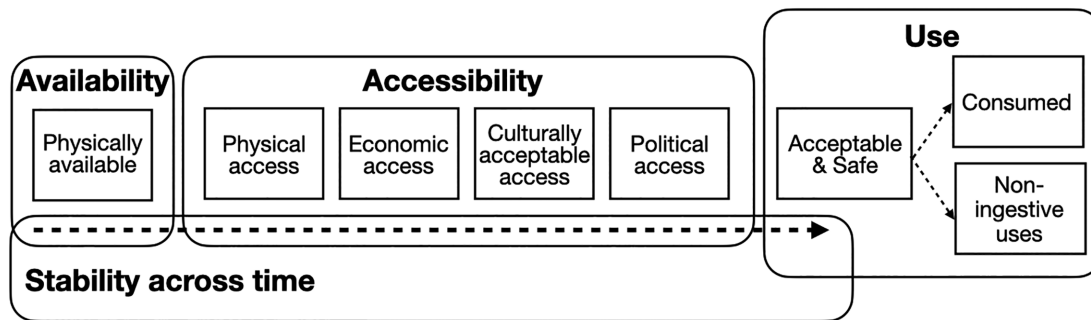 Availability
Physically
available
Accessibility
Physical
access
Economic
access
Culturally
acceptable
access
Political
access
Use
Acceptable
& Safe
Consumed
Non-
ingestive
uses
Stability across time